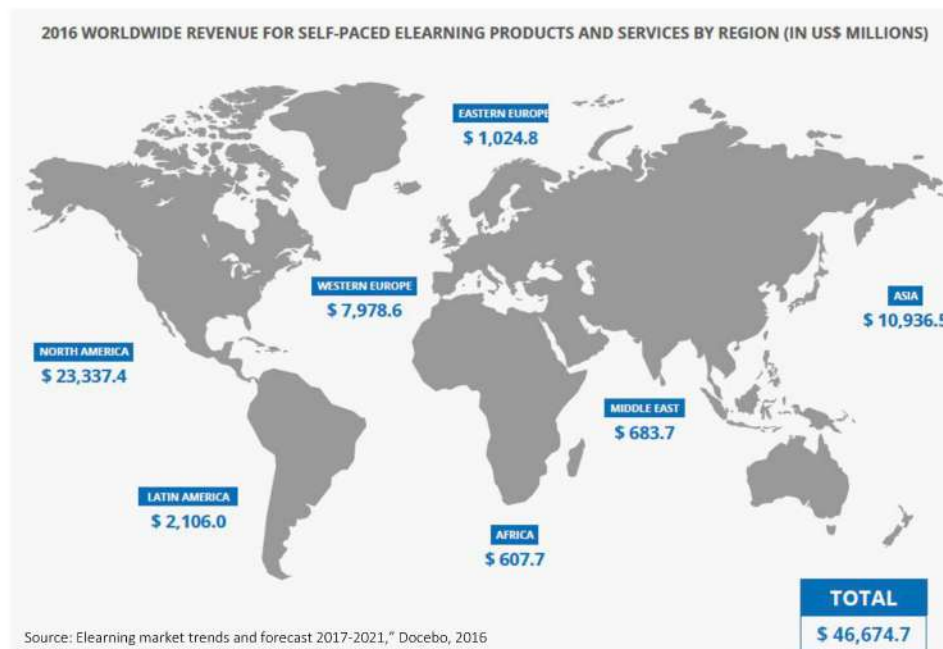 2016 WORLDWIDE REVENUE FOR SELF-PACED ELEARNING PRODUCTS AND SERVICES BY REGION (IN US$ MILLIONS)
EASTERN EUROPE
$ 1,024.8
WESTERN EUROPE
$ 7,978.6
ASIA
$ 10,936.5
NORTH AMERICA
$ 23,337.4
MIDDLE EAST
$ 683.7
LATIN AMERICA
$ 2,106.0
AFRICA
$ 607.7
TOTAL
$ 46,674.7
Source: Elearning market trends and forecast 2017-2021,“ Docebo, 2016